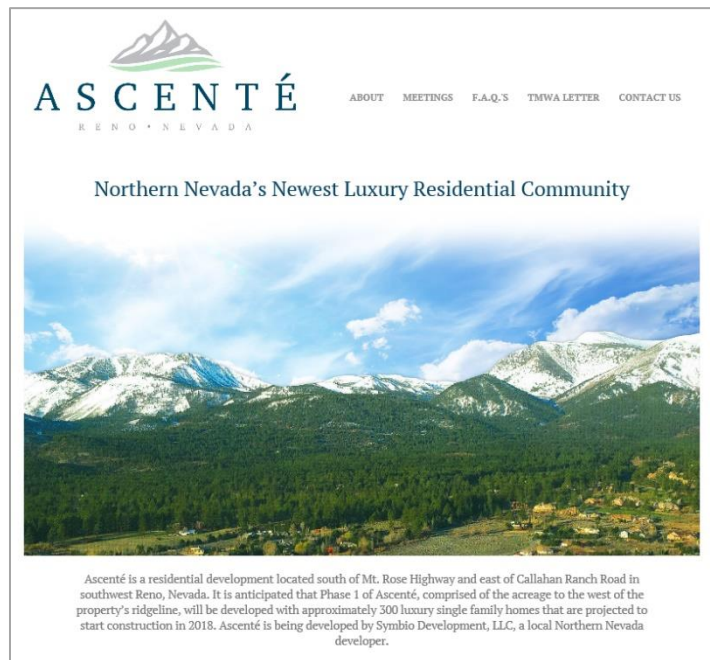 ASCENTÉ
RENO • NEVADA
ABOUT MEETINGS F.A.Q.'S TMWA LETTER CONTACT US
Northern Nevada's Newest Luxury Residential Community
Ascenté is a residential development located south of Mt. Rose Highway and east of Callahan Ranch Road in
southwest Reno, Nevada. It is anticipated that Phase 1 of Ascenté, comprised of the acreage to the west of the
property's ridgeline, will be developed with approximately 300 luxury single family homes that are projected to
start construction in 2018. Ascenté is being developed by Symbio Development, LLC, a local Northern Nevada
developer.